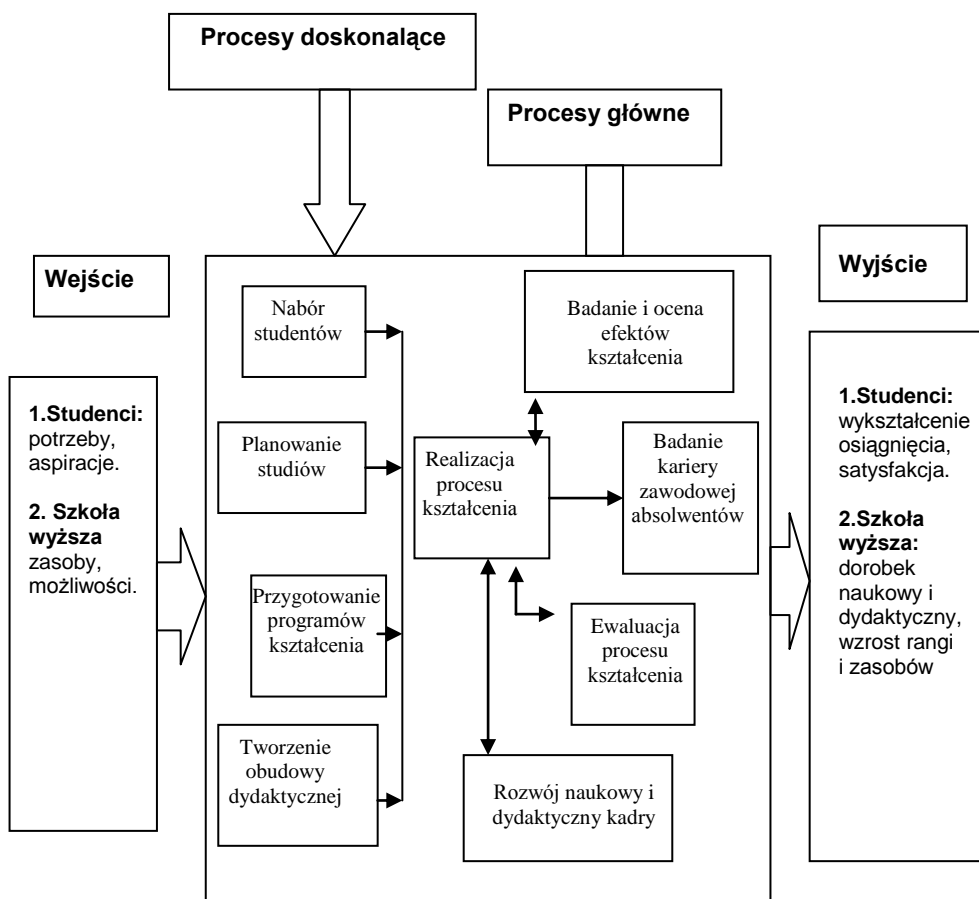 Procesy doskonalące
Procesy główne
Wejście
1.Studenci:
potrzeby,
aspiracje.
2. Szkoła
wyższa
zasoby,
możliwości.
Nabór
studentów
Planowanie
studiów
Przygotowanie
programów
kształcenia
Tworzenie
obudowy
dydaktycznej
Realizacja
procesu
kształcenia
Badanie i ocena
efektów
kształcenia
Badanie
kariery
zawodowej
absolwentów
Ewaluacja
procesu
kształcenia
Rozwój naukowy i
dydaktyczny kadry
Wyjście
1.Studenci:
wykształcenie
osiągnięcia,
satysfakcja.
2.Szkoła
wyższa:
dorobek
naukowy i
dydaktyczny,
wzrost rangi
i zasobów